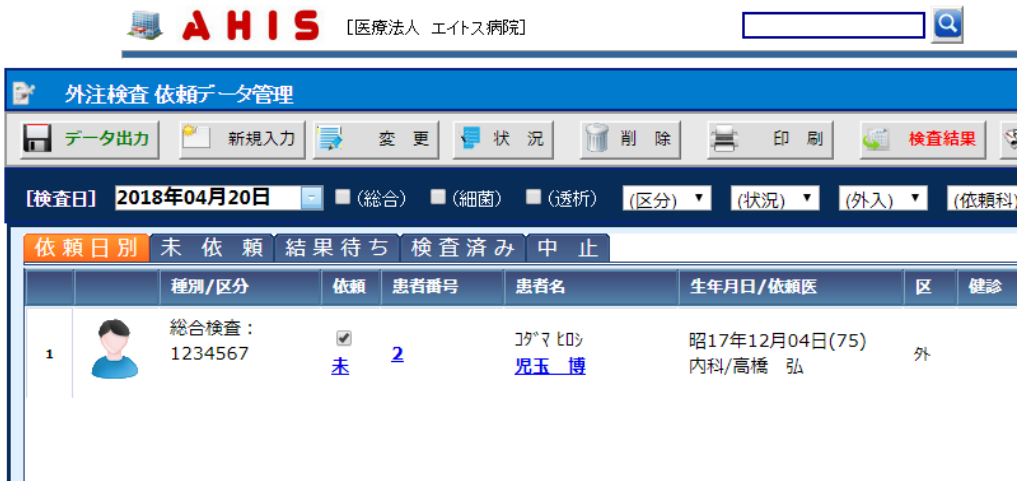 AHIS [医療法人 エイトス病院]
外注検査 依頼データ管理
データ出力 新規入力 変 更 状 況 削 除 印 刷 検査結果
[検査日] 2018年04月20日 (総合) (細菌) (透析) (区分) (状況) (外入) (依頼科)
依頼日別 未 依 頼 結果待ち 検査済み 中 止
種別/区分 依頼 患者番号 患者名 生年月日/依頼医 区 健診
総合検査: ｺﾀﾞﾏ ﾋﾛｼ 昭17年12月04日(75)
1 1234567 未 2 児玉 博 内科/高橋 弘 外